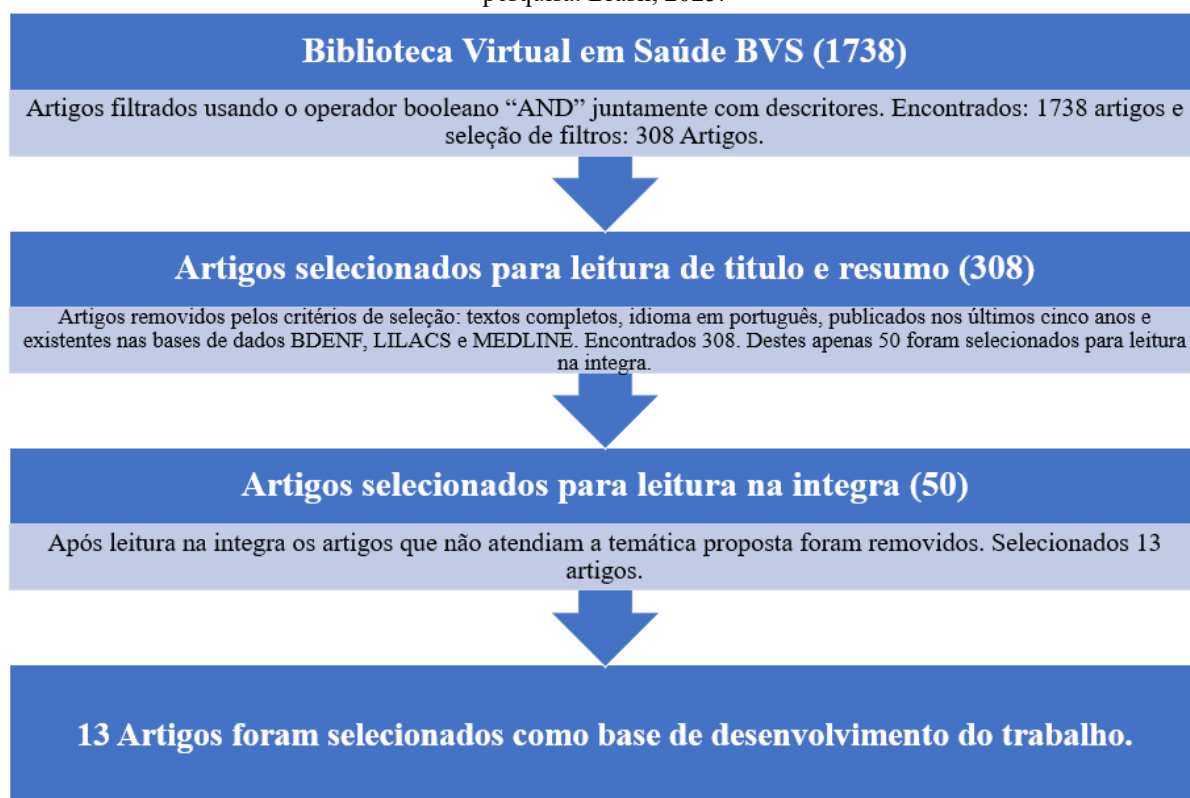 pesquisa. Brasil, 2023.
Biblioteca Virtual em Saúde BVS (1738)
Artigos filtrados usando o operador booleano “AND” juntamente com descritores. Encontrados: 1738 artigos e
seleção de filtros: 308 Artigos.
Artigos selecionados para leitura de titulo e resumo (308)
Artigos removidos pelos critérios de seleção: textos completos, idioma em português, publicados nos últimos cinco anos e
existentes nas bases de dados BDENF, LILACS e MEDLINE. Encontrados 308. Destes apenas 50 foram selecionados para leitura
na integra.
Artigos selecionados para leitura na integra (50)
Após leitura na integra os artigos que não atendiam a temática proposta foram removidos. Selecionados 13
artigos.
13 Artigos foram selecionados como base de desenvolvimento do trabalho.